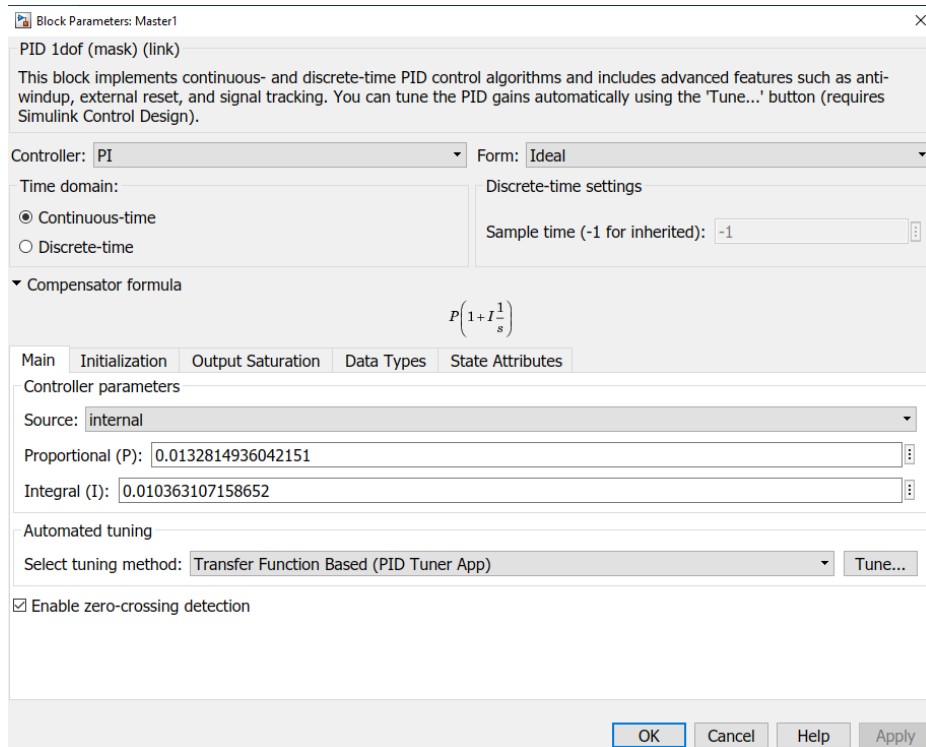 Block Parameters: Master1
PID 1dof (mask) (link)
This block implements continuous- and discrete-time PID control algorithms and includes advanced features such as anti-
windup, external reset, and signal tracking. You can tune the PID gains automatically using the 'Tune...' button (requires
Simulink Control Design).
Controller: PI Form: Ideal
Time domain: Discrete-time settings
Continuous-time
Sample time (-1 for inherited): -1
Discrete-time
Compensator formula
P(1+I1/s)
Main Initialization Output Saturation Data Types State Attributes
Controller parameters
Source: internal
Proportional (P): 0.0132814936042151
Integral (I): 0.010363107158652
Automated tuning
Select tuning method: Transfer Function Based (PID Tuner App) Tune...
Enable zero-crossing detection
OK Cancel Help Apply